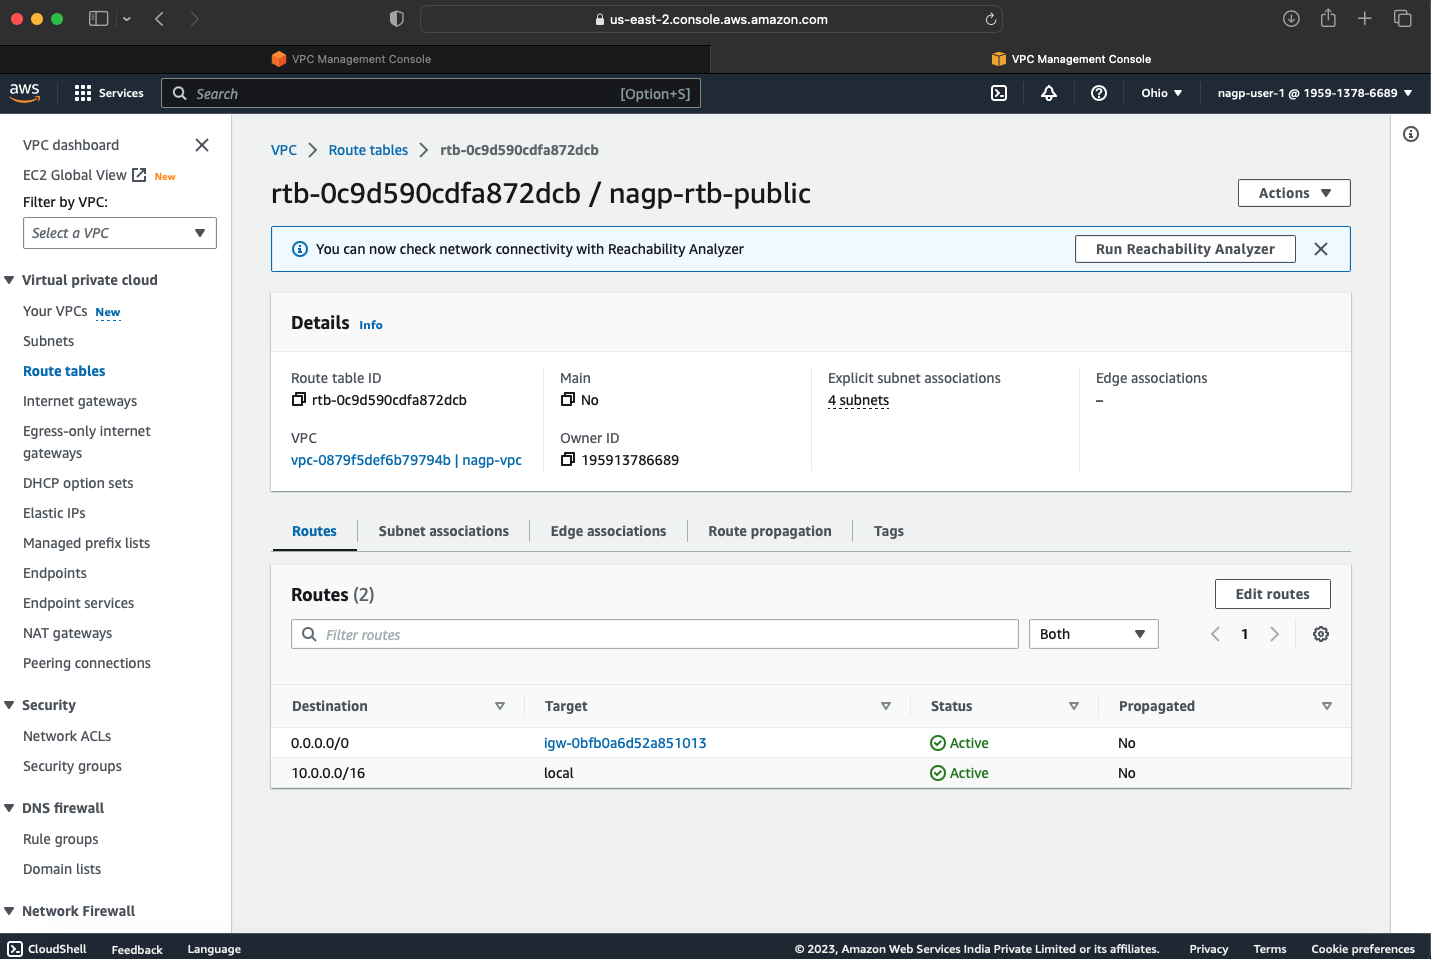 us-east-2.console.aws.amazon.com
VPC Management Console
VPC Management Console
aws
Services
Search
[Option+S]
Ohio
nagp-user-1 @ 1959-1378-6689
VPC dashboard
EC2 Global View New
Filter by VPC:
Select a VPC
Virtual private cloud
Your VPCs New
Subnets
Route tables
Internet gateways
Egress-only internet
gateways
DHCP option sets
Elastic IPs
Managed prefix lists
Endpoints
Endpoint services
NAT gateways
Peering connections
Security
Network ACLs
Security groups
DNS firewall
Rule groups
Domain lists
Network Firewall
VPC > Route tables > rtb-0c9d590cdfa872dcb
rtb-0c9d590cdfa872dcb / nagp-rtb-public
Actions
You can now check network connectivity with Reachability Analyzer
Run Reachability Analyzer
Details Info
Route table ID
rtb-0c9d590cdfa872dcb
Main
No
Explicit subnet associations
4 subnets
Edge associations
–
VPC
vpc-0879f5def6b79794b | nagp-vpc
Owner ID
195913786689
Routes
Subnet associations
Edge associations
Route propagation
Tags
Routes (2)
Edit routes
Filter routes
Both
1
Destination Target Status Propagated
0.0.0.0/0 igw-0bfb0a6d52a851013 Active No
10.0.0.0/16 local Active No
CloudShell
Feedback
Language
© 2023, Amazon Web Services India Private Limited or its affiliates.
Privacy
Terms
Cookie preferences